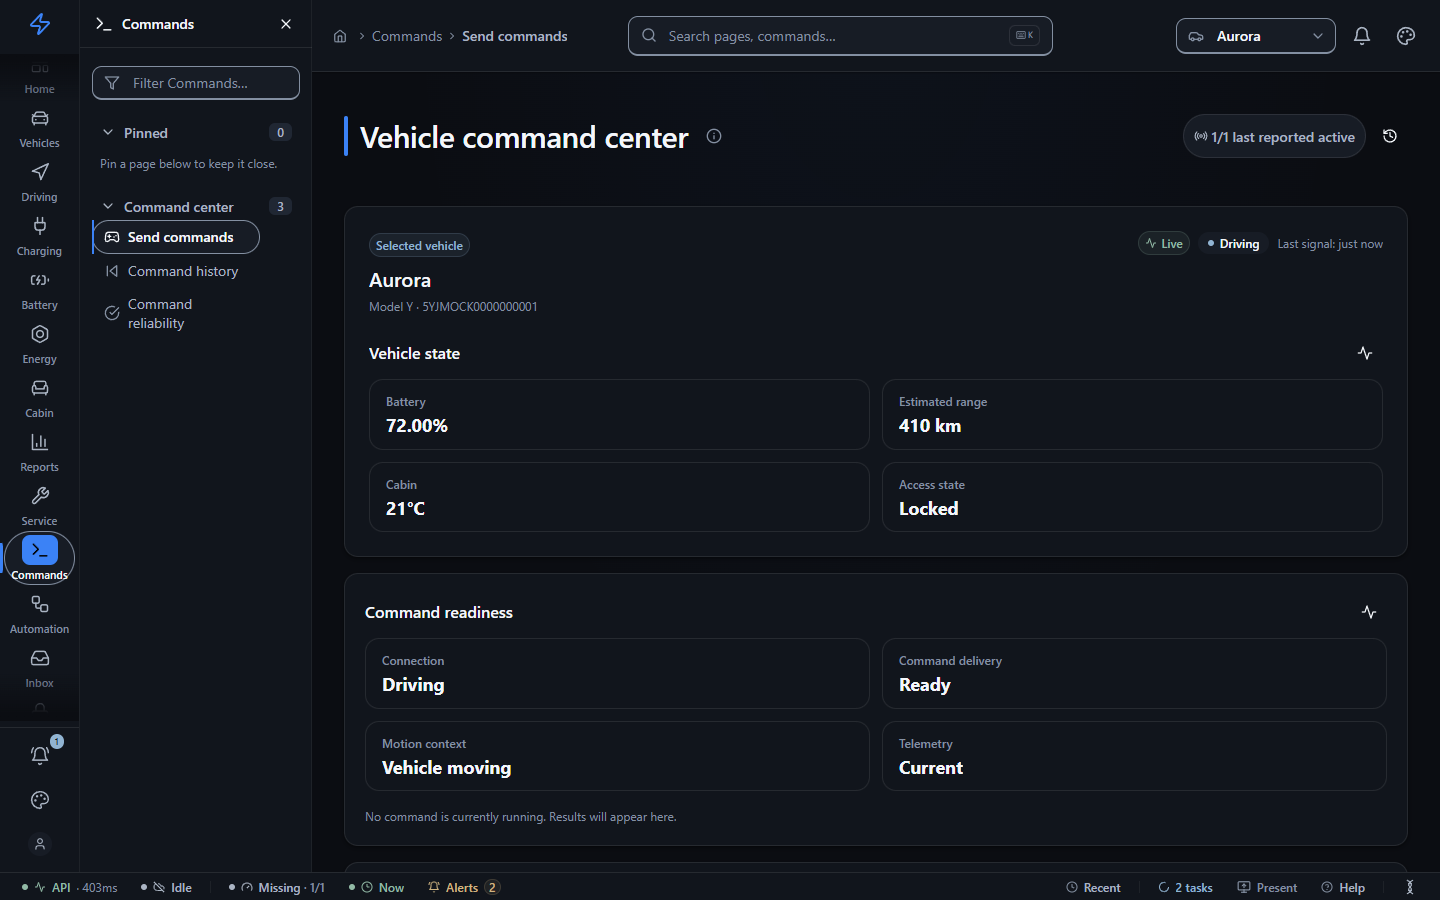 Commands
Home
Vehicles
Driving
Charging
Battery
Energy
Cabin
Reports
Service
Commands
Automation
Inbox
1
Filter Commands...
Pinned
0
Pin a page below to keep it close.
Command center
3
Send commands
Command history
Command
reliability
Commands
Send commands
Search pages, commands...
K
Aurora
Vehicle command center
1/1 last reported active
Selected vehicle
Live
Driving
Last signal: just now
Aurora
Model Y · 5YJMOCK0000000001
Vehicle state
Battery
72.00%
Estimated range
410 km
Cabin
21°C
Access state
Locked
Command readiness
Connection
Driving
Command delivery
Ready
Motion context
Vehicle moving
Telemetry
Current
No command is currently running. Results will appear here.
API · 403ms
Idle
Missing · 1/1
Now
Alerts 2
Recent
2 tasks
Present
Help